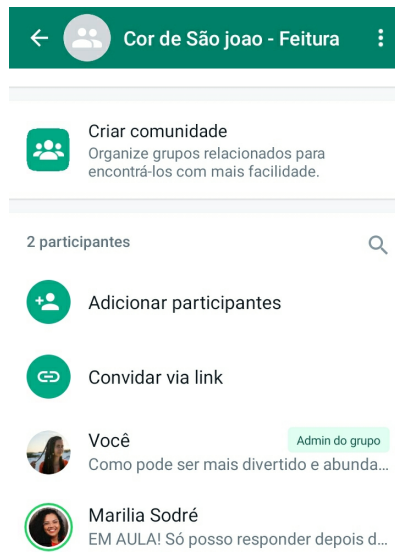 Cor de São joao - Feitura
Criar comunidade
Organize grupos relacionados para
encontrá-los com mais facilidade.
2 participantes
Adicionar participantes
Convidar via link
Você
Admin do grupo
Como pode ser mais divertido e abunda...
Marilia Sodré
EM AULA! Só posso responder depois d...